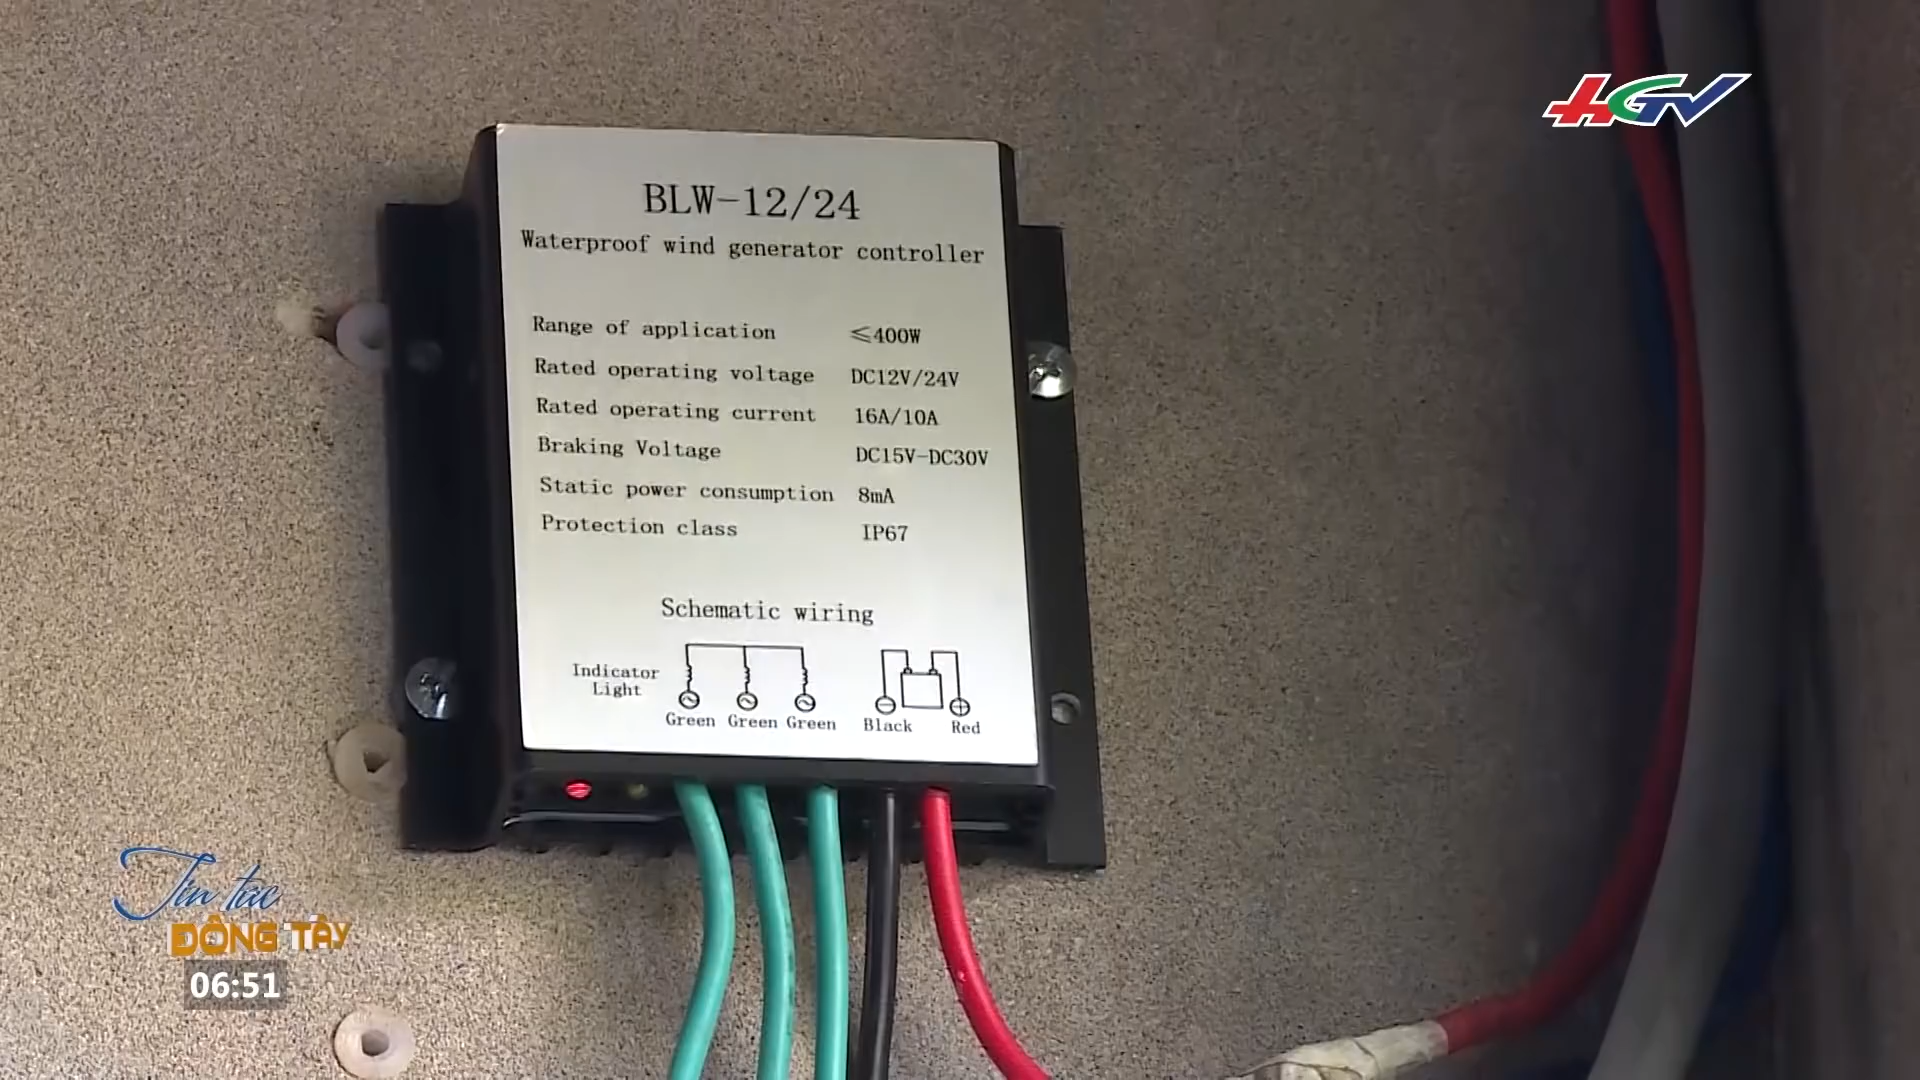 HGV
BLW-12/24
Waterproof wind generator controller
Range of application ≤400W
Rated operating voltage DC12V/24V
Rated operating current 16A/10A
Braking Voltage DC15V-DC30V
Static power consumption 8mA
Protection class IP67
Schematic wiring
Indicator
Light
Green Green Green Black Red
Tin tức
ĐÔNG TÂY
06:51